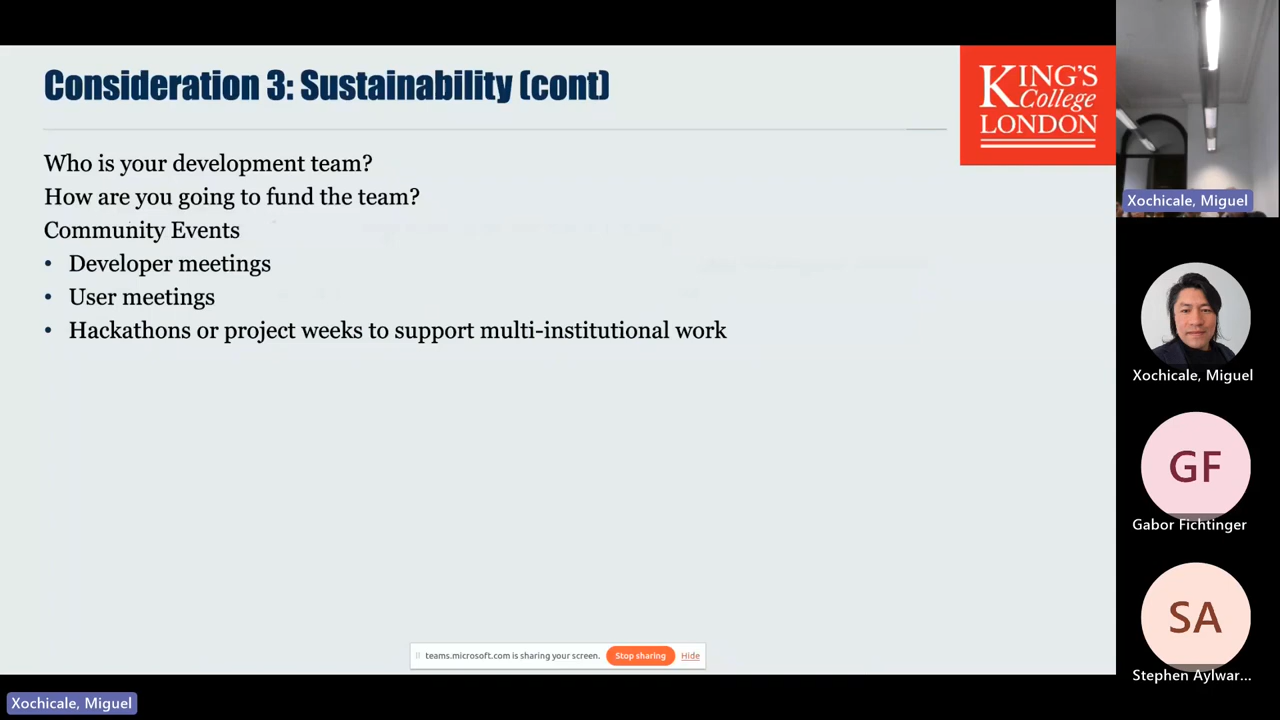 Consideration 3: Sustainability (cont)
KING'S
College
LONDON
Who is your development team?
How are you going to fund the team?
Community Events
• Developer meetings
• User meetings
• Hackathons or project weeks to support multi-institutional work
teams.microsoft.com is sharing your screen.
Stop sharing
Hide
Xochicale, Miguel
Xochicale, Miguel
GF
Gabor Fichtinger
SA
Stephen Aylwar...
Xochicale, Miguel